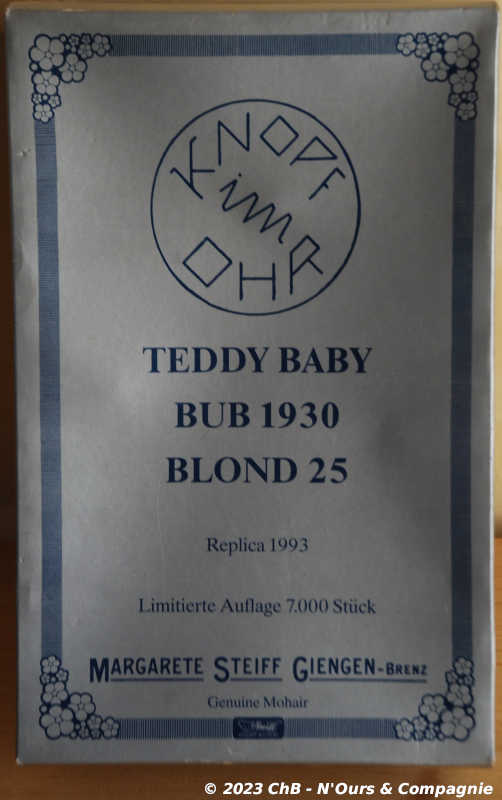 KNOPF
im
OHR
TEDDY BABY
BUB 1930
BLOND 25
Replica 1993
Limitierte Auflage 7.000 Stück
MARGARETE STEIFF GIENGEN-BRENZ
Genuine Mohair
Steiff
© 2023 ChB - N'Ours & Compagnie